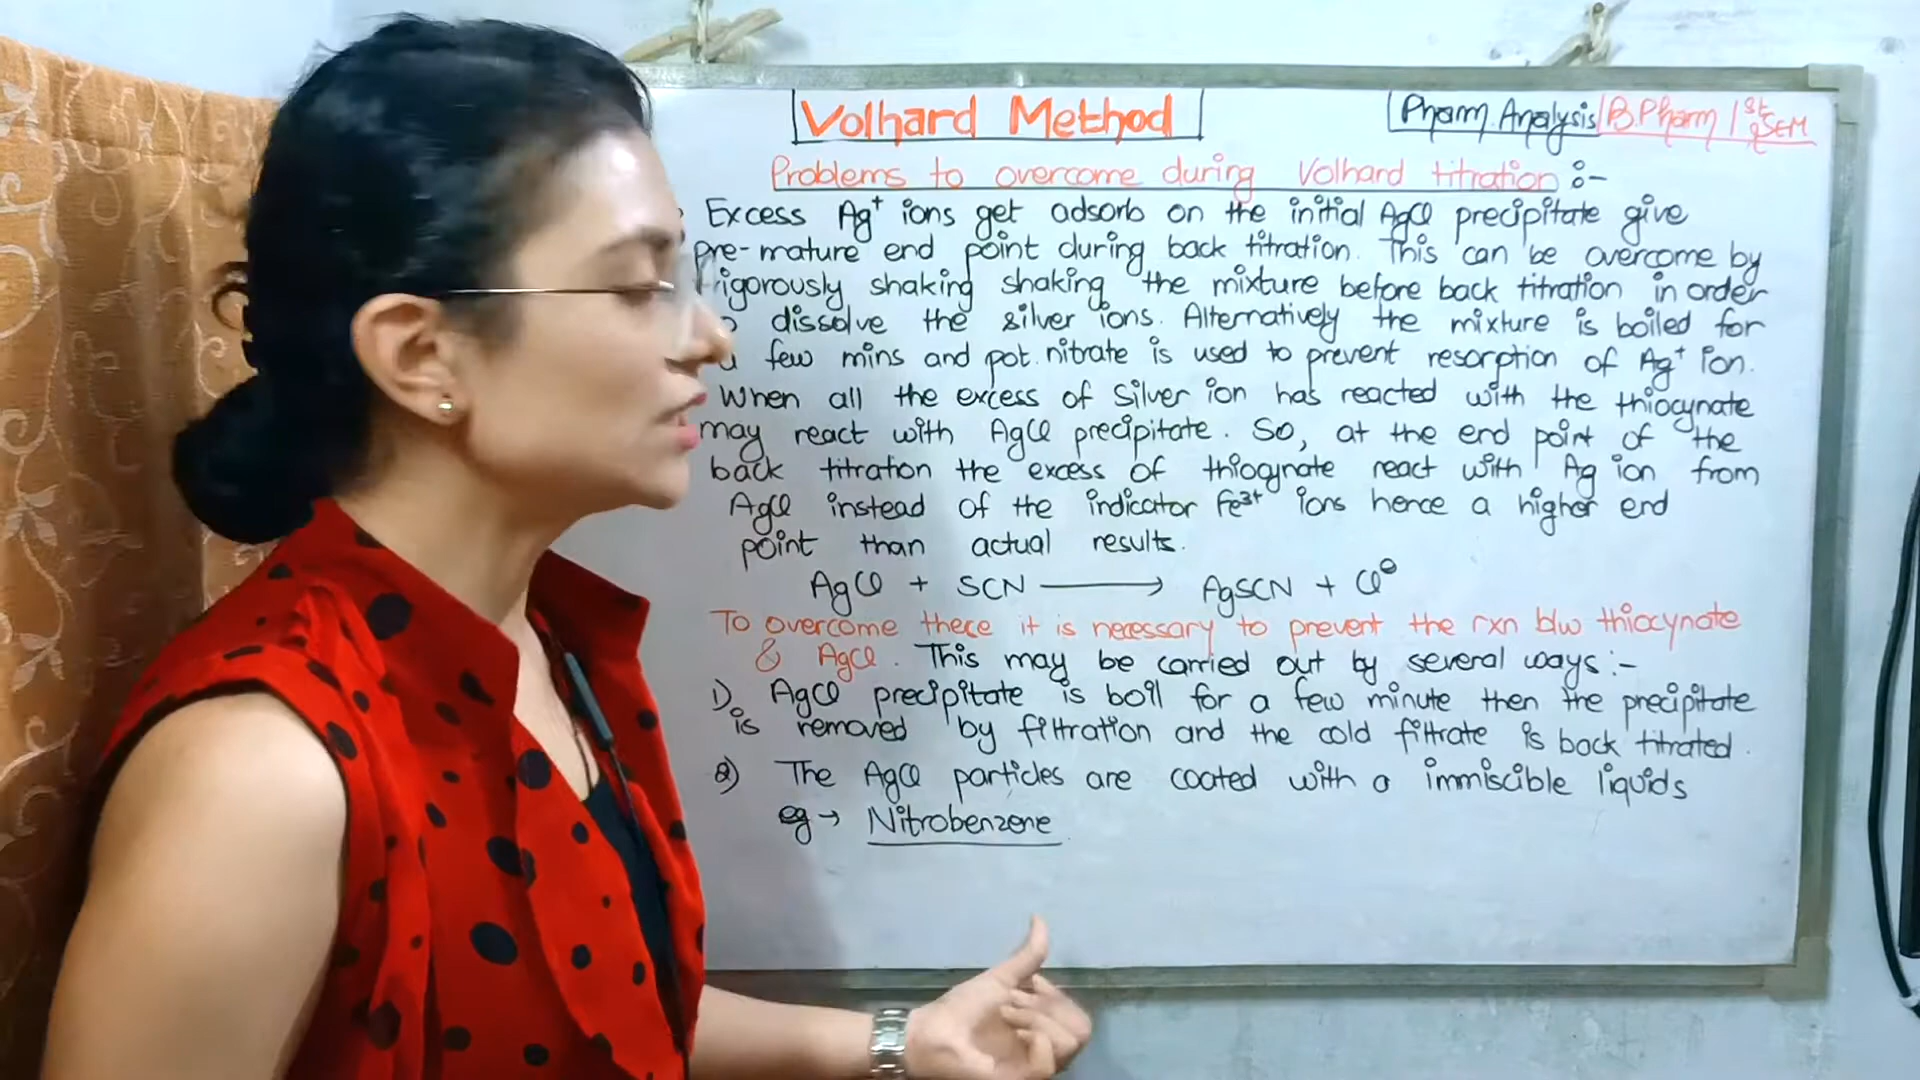 Volhard Method
Pharm. Analysis/B.Pharm/1st SEM
Problems to overcome during Volhard titration :-
Excess Ag+ ions get adsorb on the initial AgCl precipitate give
pre-mature end point during back titration. This can be overcome by
rigorously shaking shaking the mixture before back titration in order
dissolve the silver ions. Alternatively the mixture is boiled for
a few mins and pot. nitrate is used to prevent resorption of Ag+ ion.
When all the excess of Silver ion has reacted with the thiocynate
may react with AgCl precipitate. So, at the end point of the
back titration the excess of thiocynate react with Ag ion from
AgCl instead of the indicator Fe3+ ions hence a higher end
point than actual results.
AgCl + SCN ⟶ AgSCN + Cl⊖
To overcome there it is necessary to prevent the rxn b/w thiocynate
& AgCl. This may be carried out by several ways :-
1) AgCl precipitate is boil for a few minute then the precipitate
is removed by filtration and the cold filtrate is back titrated.
2) The AgCl particles are coated with a immiscible liquids
eg → Nitrobenzene